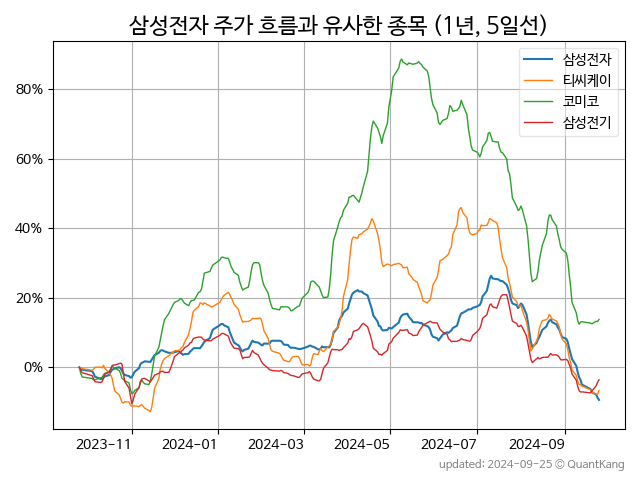 삼성전자 주가 흐름과 유사한 종목 (1년, 5일선)
삼성전자
티씨케이
코미코
삼성전기
80%
60%
40%
20%
0%
2023-11 2024-01 2024-03 2024-05 2024-07 2024-09
updated: 2024-09-25 © QuantKang